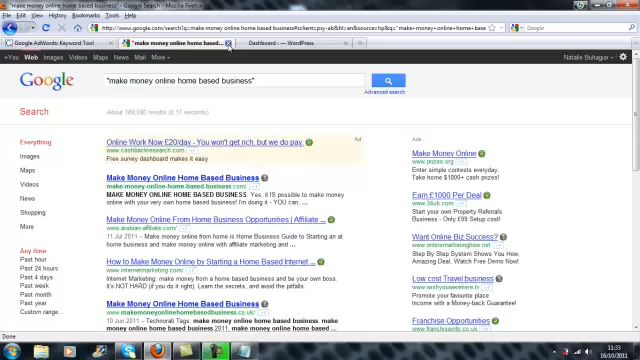 "make money online home based business" - Google Search - Mozilla Firefox
File Edit View History Bookmarks Tools Help
Google
Google AdWords Keyword Tool
"make money online home based...
Dashboard ‹ — WordPress
+You Web Images Videos Maps News Mail More
Natalie Buhagiar
Google
"make money online home based business"
Advanced search
Search
About 189,000 results (0.17 seconds)
Everything
Images
Maps
Videos
News
Shopping
More
Any time
Past hour
Past 24 hours
Past 4 days
Past week
Past month
Past year
Custom range...
Online Work Now £20/day - You won't get rich, but we do pay.
Ad
www.cashbackresearch.com
Free survey dashboard makes it easy
Make Money Online Home Based Business
make-money-online-home-based-business.com/
MAKE MONEY ONLINE HOME BASED BUSINESS. Yes, it IS possible to make
money with your very own home based business! I'm doing it - YOU can, ...
Make Money Online From Home Business Opportunities | Affiliate ...
www.arabian-affiliate.com/
11 Jul 2011 – Make money online from Home is Business Guide to Starting an at
home business and make money online with affiliate marketing and ...
How to Make Money Online by Starting a Home Based Internet...
www.internetmarketing.com/
Internet Marketing: Make money from a business and be your own boss.
It's NOT HARD (if you do it right). Learn the secrets, and avoid the pitfalls.
Make Money Online Home Based Business
www.makemoneyonlinehomebasedbusiness.co.uk/
10 Jun 2011 – Technorati Tags: make money online home based business,
make money online home based business 2011, make money online home based ...
Ads
Make Money Online
www.prizes.org
Enter simple contests everyday.
Take home $1000+ cash prizes!
Earn £1000 Per Deal
www.34uk.com
Start your own Property Referrals
Business - Only £99 Setup Cost
Want Online Biz Success?
Step By Step System Shows You How,
Amazing Deal. Watch Free Demo Now!
Low cost Travel business
Promote your favourite place
Income with a Money-back Guarantee!
Franchise Opportunities
www.franchiseinfo.co.uk
Done
11:33
16/10/2011